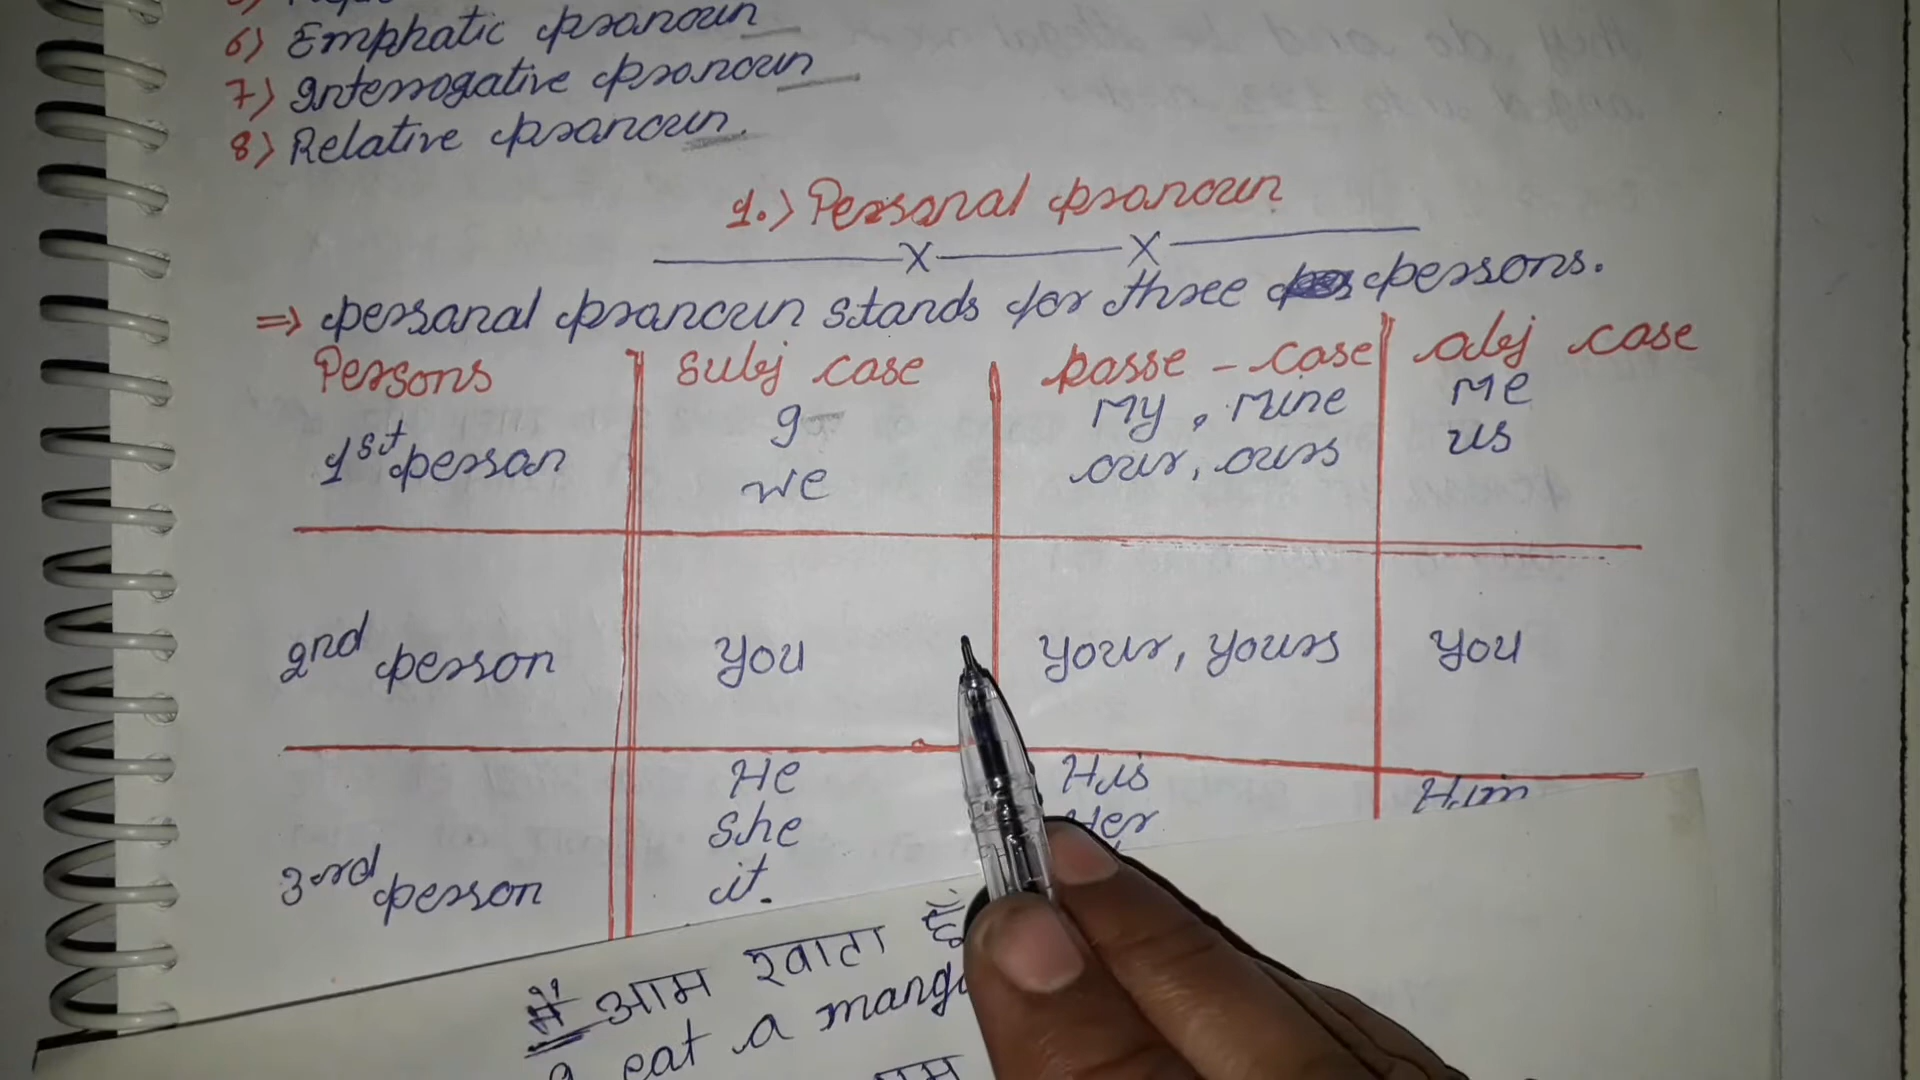 6) Emphatic pronoun
7) Interrogative pronoun
8) Relative pronoun.
1.) Personal pronoun
x x
⇒ personal pronoun stands for three persons.
Persons subj case posse - case obj case
1st person I we my, mine our, ours me us
2nd person you your, yours you
3rd person He She it. His Her Him
मैं आम खाता हूँ
I eat a mango